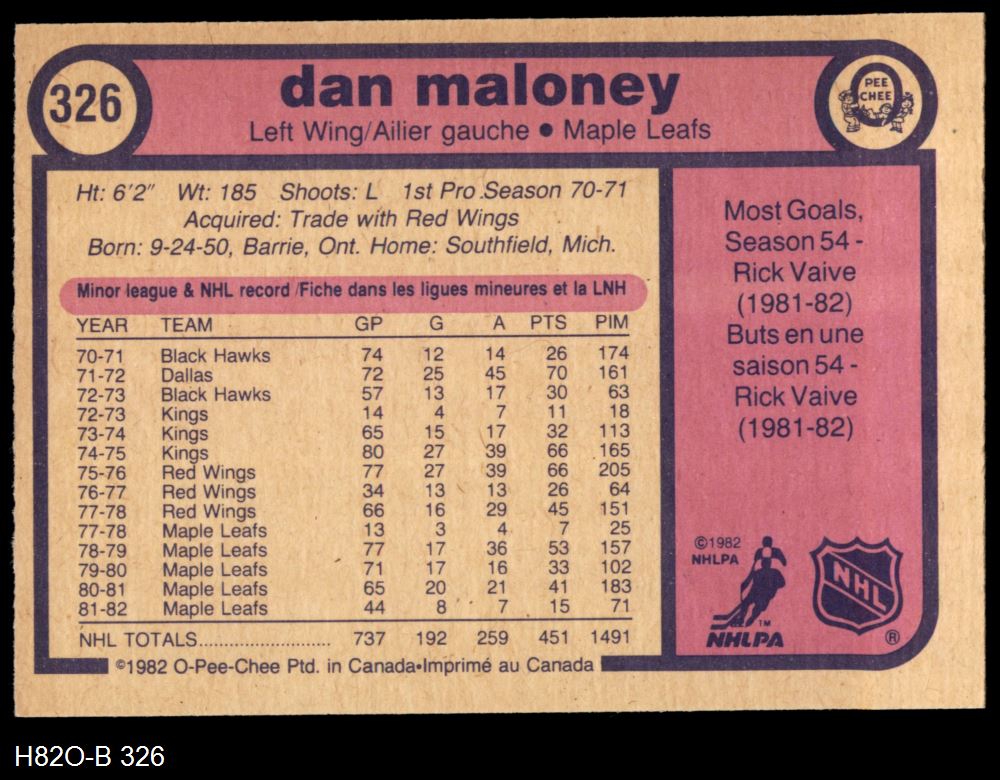 326
dan maloney
Left Wing/Ailier gauche ● Maple Leafs
PEE
CHEE
Ht: 6'2" Wt: 185 Shoots: L 1st Pro Season 70-71
Acquired: Trade with Red Wings
Born: 9-24-50, Barrie, Ont. Home: Southfield, Mich.
Minor league & NHL record /Fiche dans les ligues mineures et la LNH
YEAR TEAM GP G A PTS PIM
70-71 Black Hawks 74 12 14 26 174
71-72 Dallas 72 25 45 70 161
72-73 Black Hawks 57 13 17 30 63
72-73 Kings 14 4 7 11 18
73-74 Kings 65 15 17 32 113
74-75 Kings 80 27 39 66 165
75-76 Red Wings 77 27 39 66 205
76-77 Red Wings 34 13 13 26 64
77-78 Red Wings 66 16 29 45 151
77-78 Maple Leafs 13 3 4 7 25
78-79 Maple Leafs 77 17 36 53 157
79-80 Maple Leafs 71 17 16 33 102
80-81 Maple Leafs 65 20 21 41 183
81-82 Maple Leafs 44 8 7 15 71
NHL TOTALS........................... 737 192 259 451 1491
©1982 O-Pee-Chee Ptd. in Canada•Imprimé au Canada
Most Goals,
Season 54 -
Rick Vaive
(1981-82)
Buts en une
saison 54 -
Rick Vaive
(1981-82)
©1982
NHLPA
TM
NHLPA
NHL
®
H82O-B 326